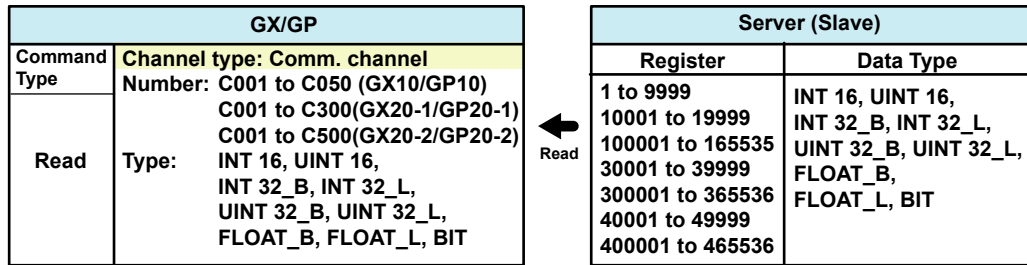 GX/GP
Command Type
Channel type: Comm. channel
Number: C001 to C050 (GX10/GP10)
C001 to C300(GX20-1/GP20-1)
C001 to C500(GX20-2/GP20-2)
Read
Type: INT 16, UINT 16,
INT 32_B, INT 32_L,
UINT 32_B, UINT 32_L,
FLOAT_B, FLOAT_L, BIT
Read
Server (Slave)
Register
Data Type
1 to 9999
10001 to 19999
100001 to 165535
30001 to 39999
300001 to 365536
40001 to 49999
400001 to 465536
INT 16, UINT 16,
INT 32_B, INT 32_L,
UINT 32_B, UINT 32_L,
FLOAT_B,
FLOAT_L, BIT